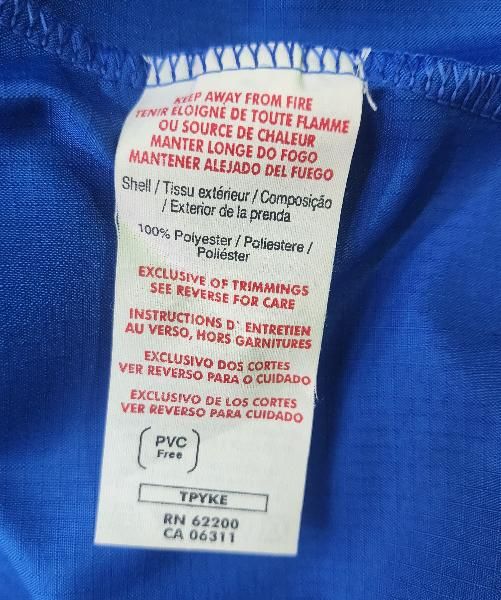 KEEP AWAY FROM FIRE
TENIR ÉLOIGNE DE TOUTE FLAMME
OU SOURCE DE CHALEUR
MANTER LONGE DO FOGO
MANTENER ALEJADO DEL FUEGO
Shell / Tissu extérieur / Composição
/ Exterior de la prenda
100% Polyester / Poliestere /
Poliéster
EXCLUSIVE OF TRIMMINGS
SEE REVERSE FOR CARE
INSTRUCTIONS D' ENTRETIEN
AU VERSO, HORS GARNITURES
EXCLUSIVO DOS CORTES
VER REVERSO PARA O CUIDADO
EXCLUSIVO DE LOS CORTES
VER REVERSO PARA CUIDADO
PVC
Free
TPYKE
RN 62200
CA 06311